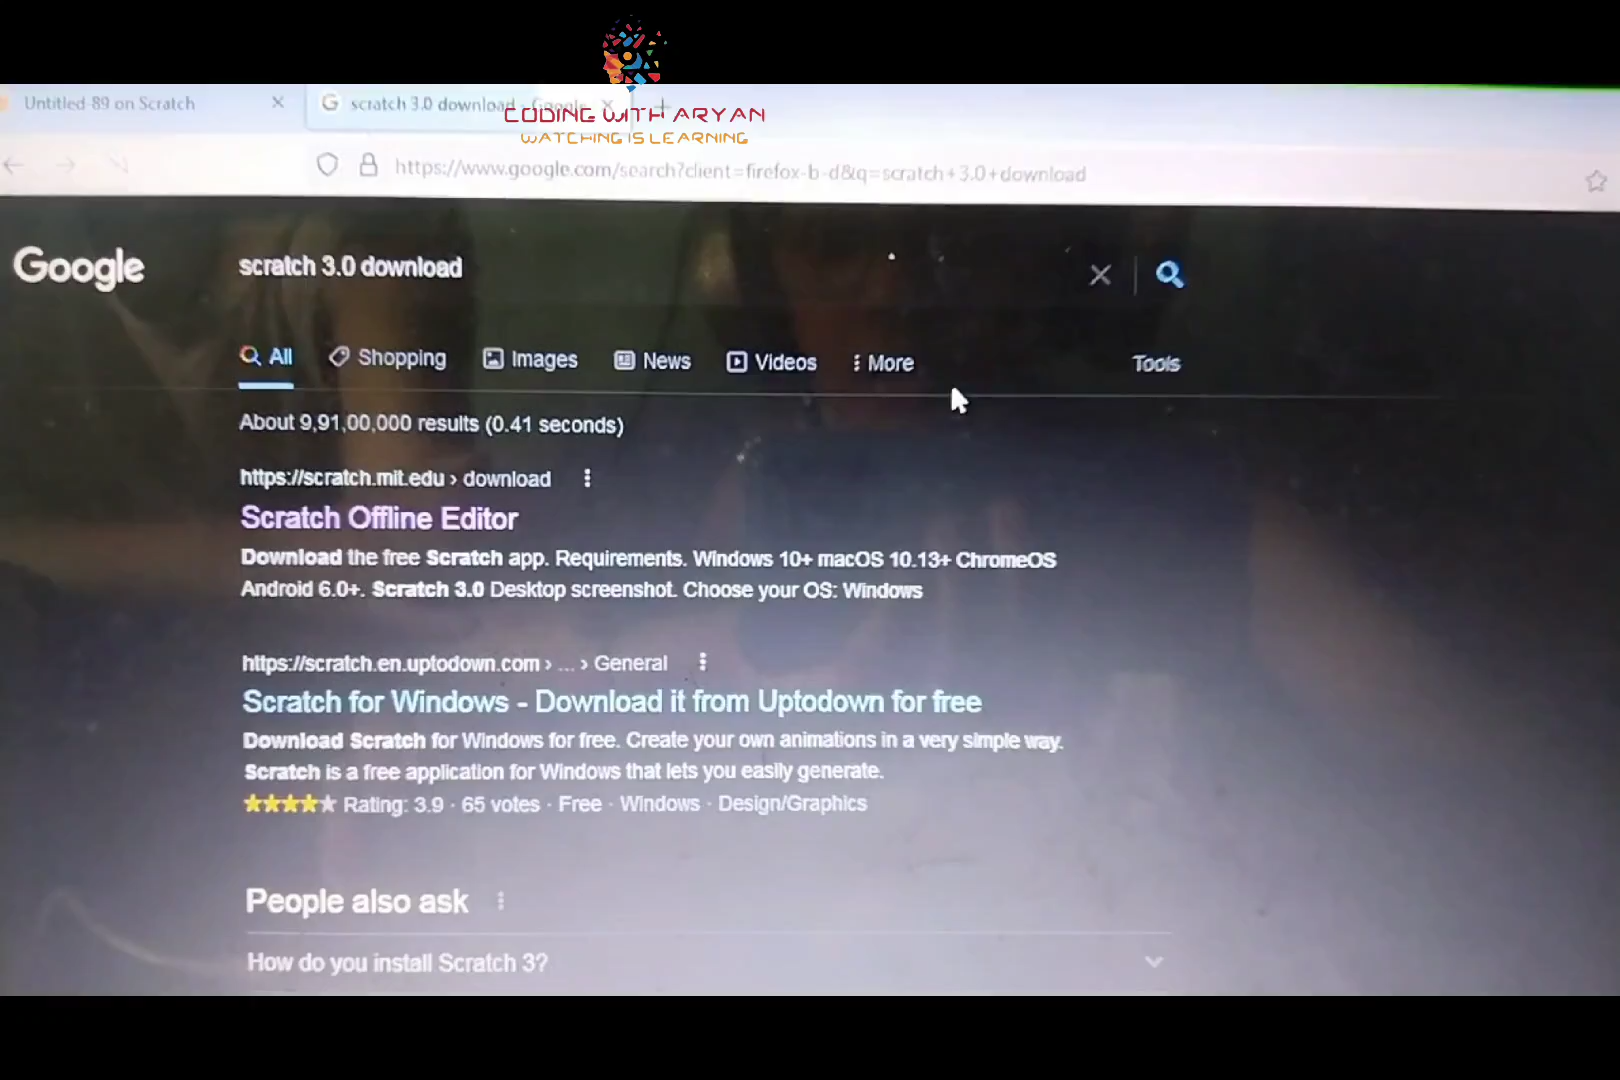 Untitled-89 on Scratch
scratch 3.0 download - Google
CODING WITH ARYAN
WATCHING IS LEARNING
https://www.google.com/search?client=firefox-b-d&q=scratch+3.0+download
Google
scratch 3.0 download
All Shopping Images News Videos More Tools
About 9,91,00,000 results (0.41 seconds)
https://scratch.mit.edu › download
Scratch Offline Editor
Download the free Scratch app. Requirements. Windows 10+ macOS 10.13+ ChromeOS
Android 6.0+. Scratch 3.0 Desktop screenshot. Choose your OS: Windows
https://scratch.en.uptodown.com › ... › General
Scratch for Windows - Download it from Uptodown for free
Download Scratch for Windows for free. Create your own animations in a very simple way.
Scratch is a free application for Windows that lets you easily generate.
Rating: 3.9 · 65 votes · Free · Windows · Design/Graphics
People also ask
How do you install Scratch 3?